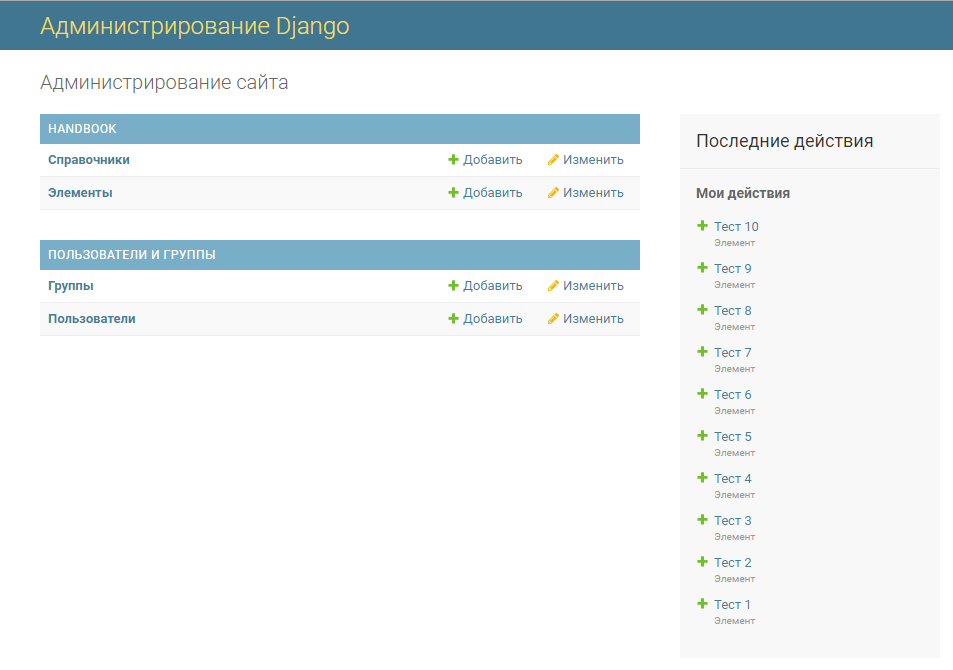 Администрирование Django
Администрирование сайта
HANDBOOK
Справочники Добавить Изменить
Элементы Добавить Изменить
ПОЛЬЗОВАТЕЛИ И ГРУППЫ
Группы Добавить Изменить
Пользователи Добавить Изменить
Последние действия
Мои действия
Тест 10
Элемент
Тест 9
Элемент
Тест 8
Элемент
Тест 7
Элемент
Тест 6
Элемент
Тест 5
Элемент
Тест 4
Элемент
Тест 3
Элемент
Тест 2
Элемент
Тест 1
Элемент